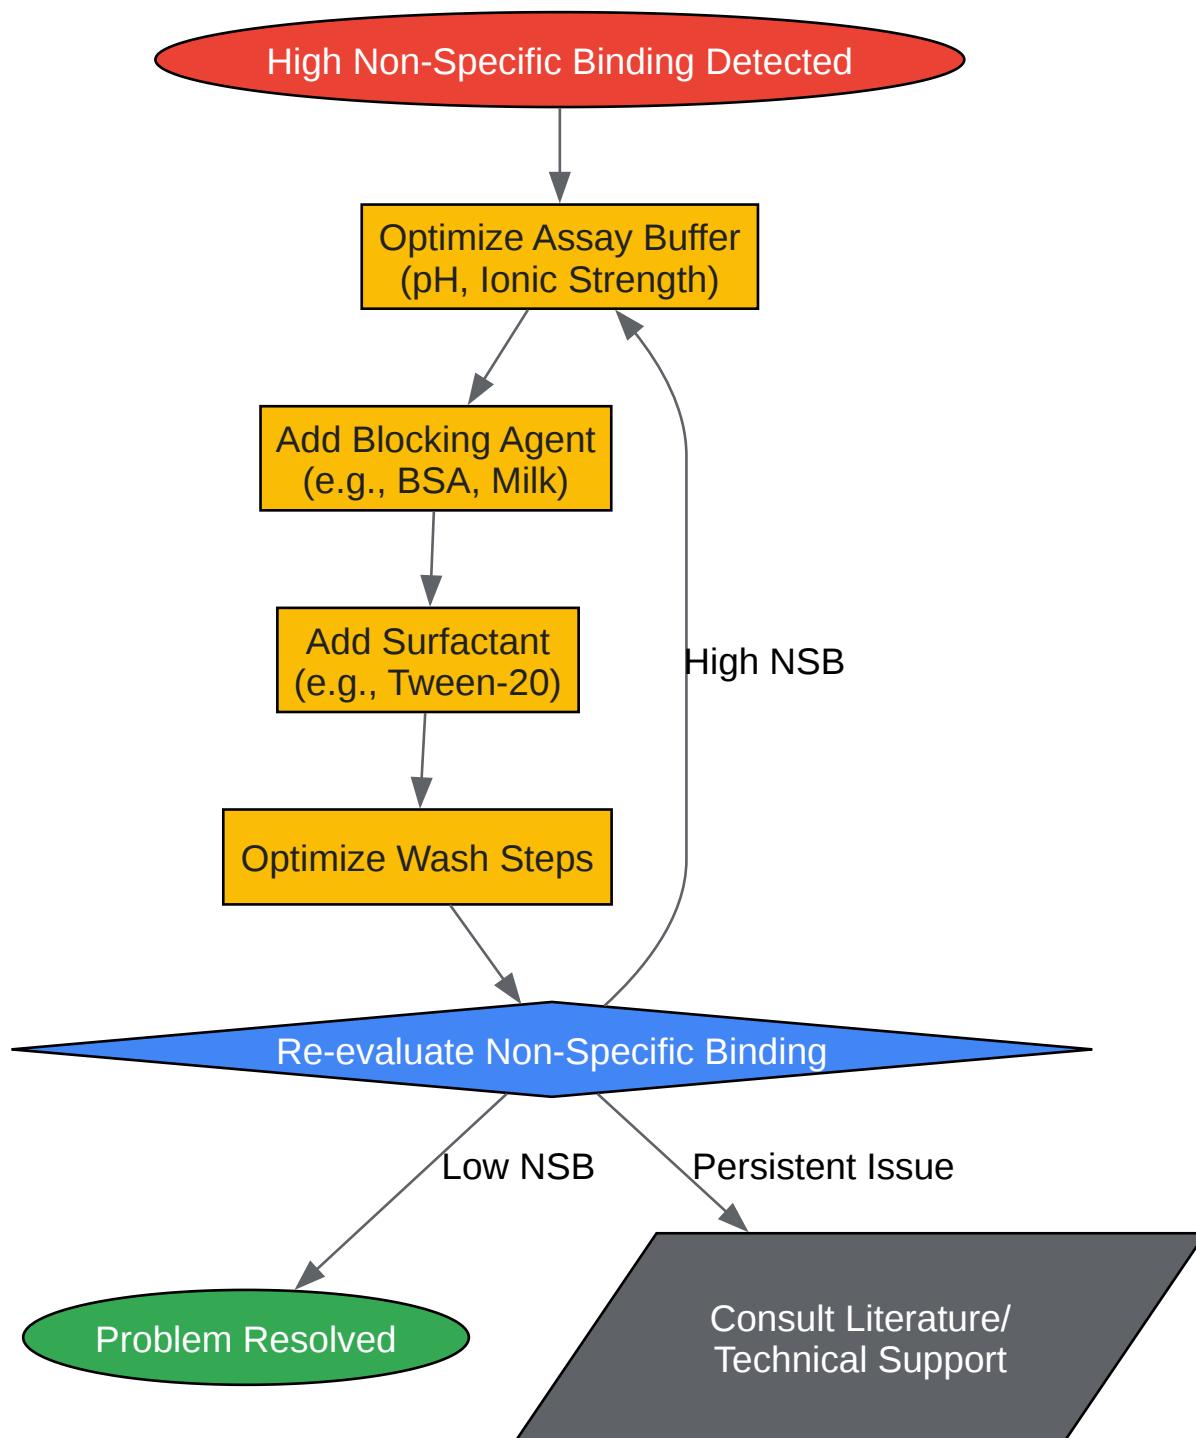 High Non-Specific Binding Detected
Optimize Assay Buffer
(pH, Ionic Strength)
Add Blocking Agent
(e.g., BSA, Milk)
Add Surfactant
(e.g., Tween-20)
High NSB
Optimize Wash Steps
Re-evaluate Non-Specific Binding
Low NSB
Persistent Issue
Problem Resolved
Consult Literature/
Technical Support